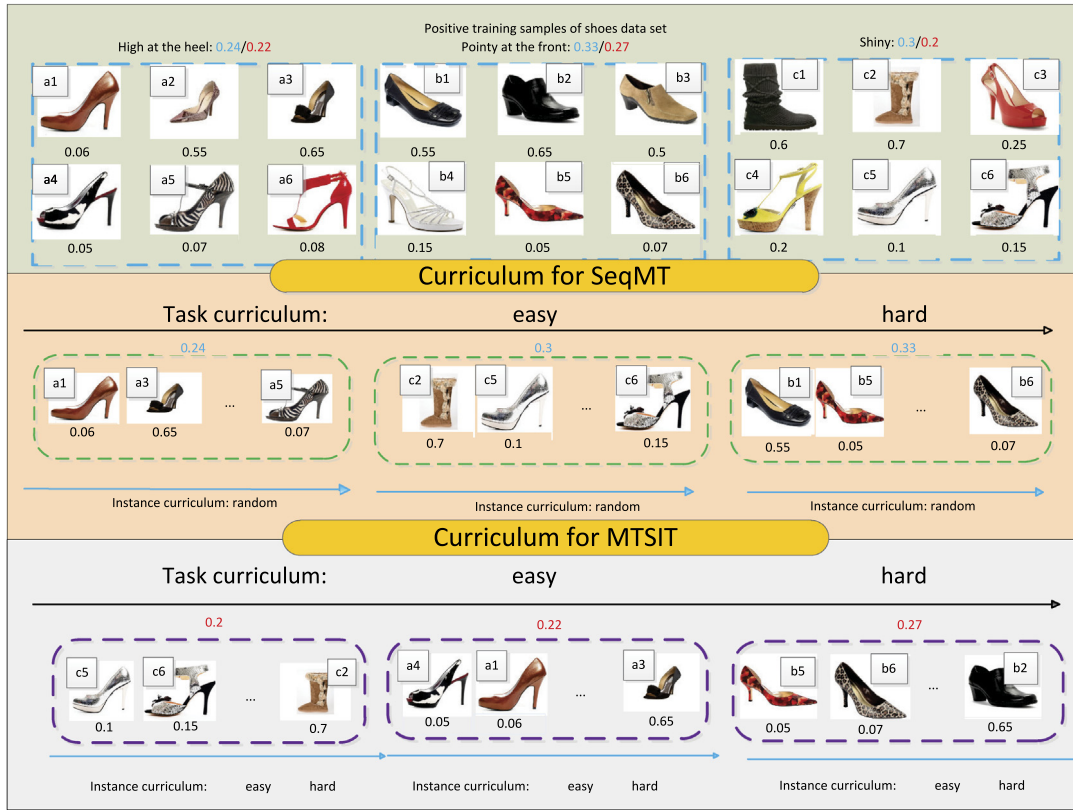 Positive training samples of shoes data set
High at the heel: 0.24/0.22
Pointy at the front: 0.33/0.27
Shiny: 0.3/0.2
a1 a2 a3 b1 b2 b3 c1 c2 c3
0.06 0.55 0.65 0.55 0.65 0.5 0.6 0.7 0.25
a4 a5 a6 b4 b5 b6 c4 c5 c6
0.05 0.07 0.08 0.15 0.05 0.07 0.2 0.1 0.15
Curriculum for SeqMT
Task curriculum: easy hard
0.24 0.3 0.33
a1 a3 ... a5 c2 c5 ... c6 b1 b5 ... b6
0.06 0.65 0.07 0.7 0.1 0.15 0.55 0.05 0.07
Instance curriculum: random Instance curriculum: random Instance curriculum: random
Curriculum for MTSIT
Task curriculum: easy hard
0.2 0.22 0.27
c5 c6 ... c2 a4 a1 ... a3 b5 b6 ... b2
0.1 0.15 0.7 0.05 0.06 0.65 0.05 0.07 0.65
Instance curriculum: easy hard Instance curriculum: easy hard Instance curriculum: easy hard